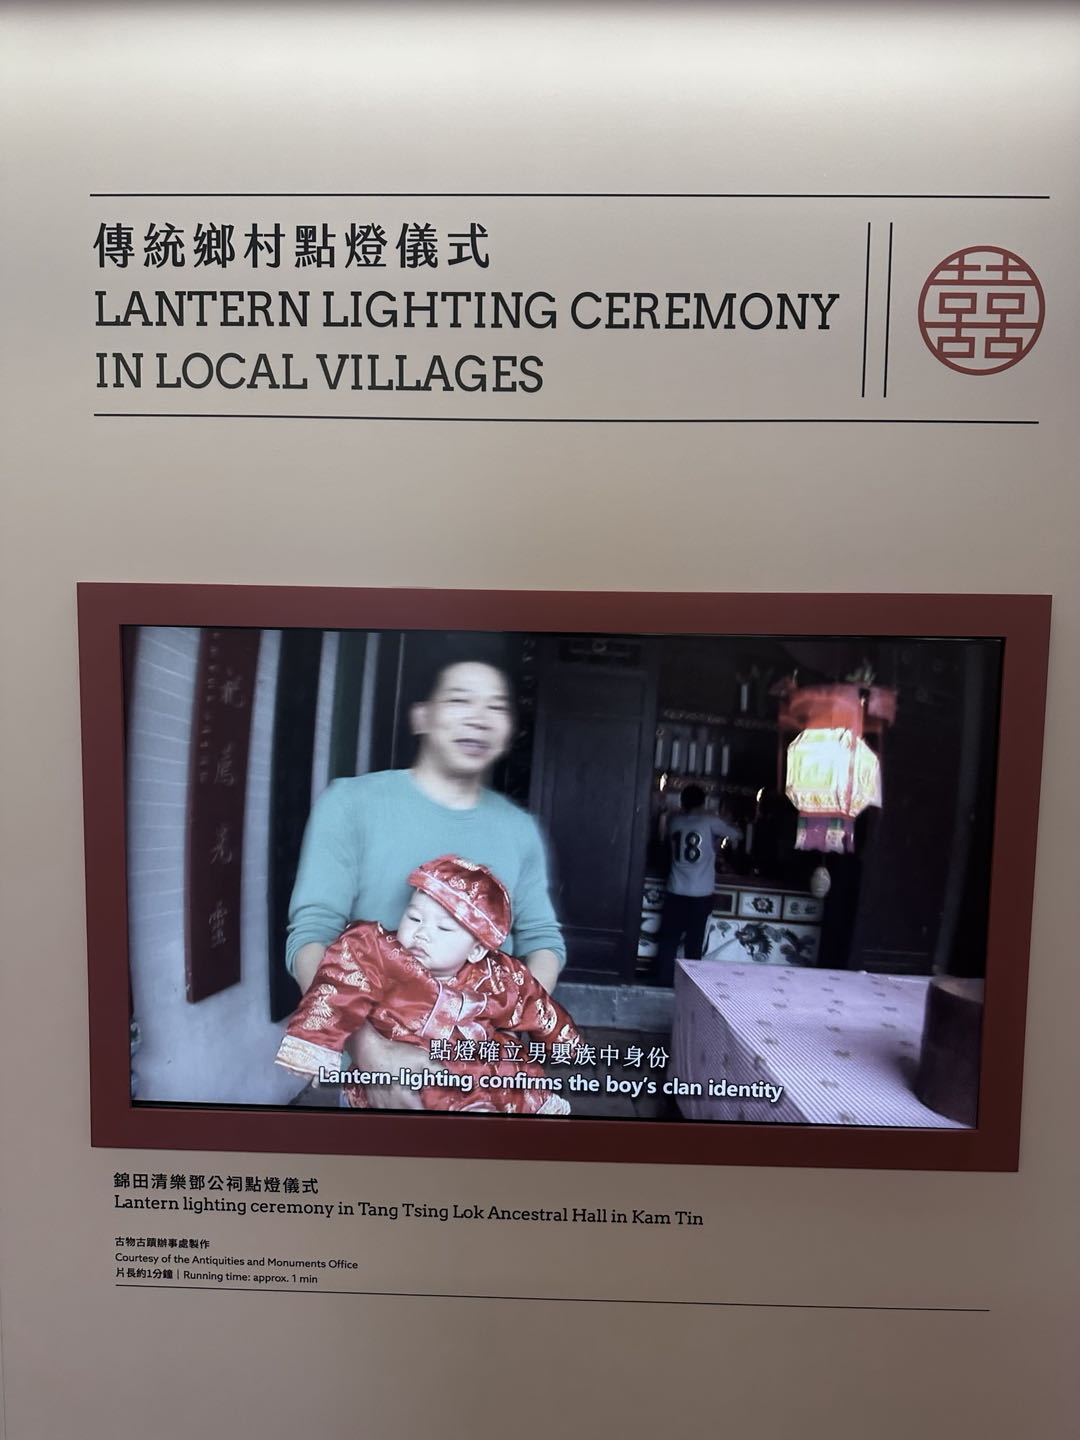 傳統鄉村點燈儀式
LANTERN LIGHTING CEREMONY
IN LOCAL VILLAGES
囍
18
點燈確立男嬰族中身份
Lantern-lighting confirms the boy's clan identity
錦田清樂鄧公祠點燈儀式
Lantern lighting ceremony in Tang Tsing Lok Ancestral Hall in Kam Tin
古物古蹟辦事處製作
Courtesy of the Antiquities and Monuments Office
片長約1分鐘 | Running time: approx. 1 min